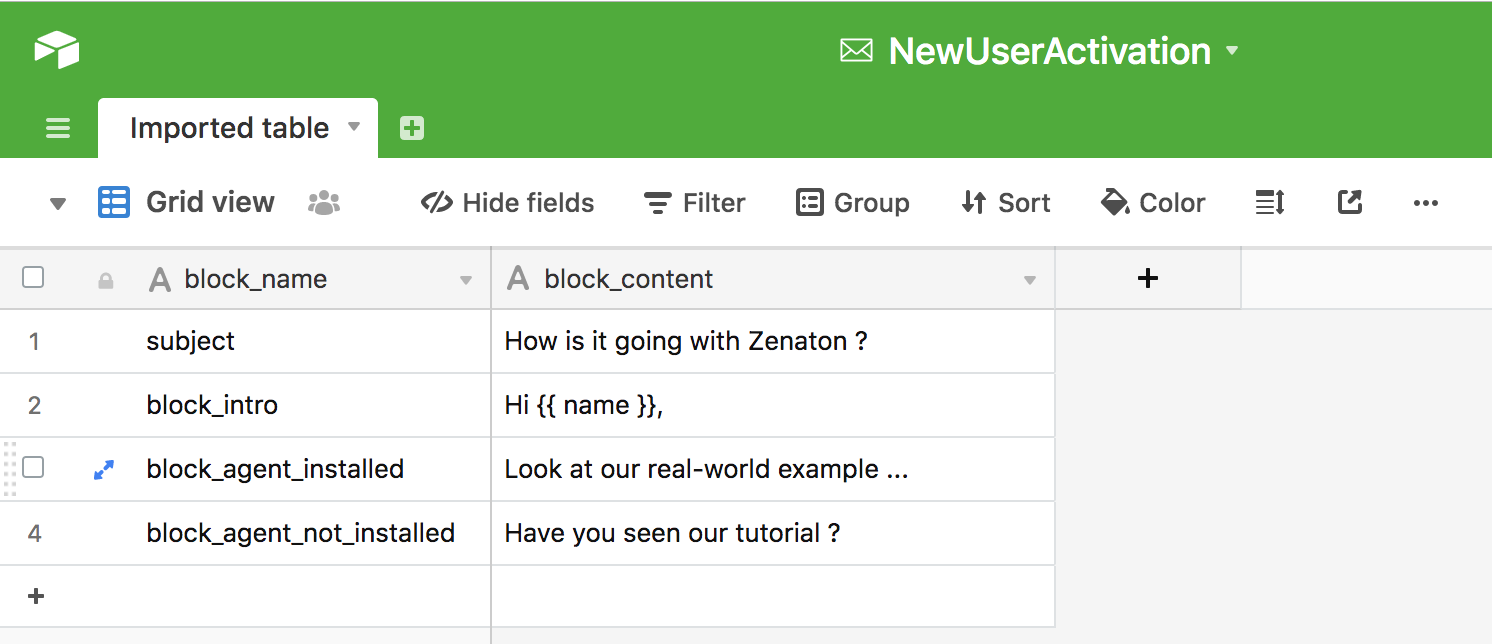 NewUserActivation
Imported table
Grid view Hide fields Filter Group Sort Color
block_name block_content
1 subject How is it going with Zenaton ?
2 block_intro Hi {{ name }},
block_agent_installed Look at our real-world example ...
4 block_agent_not_installed Have you seen our tutorial ?